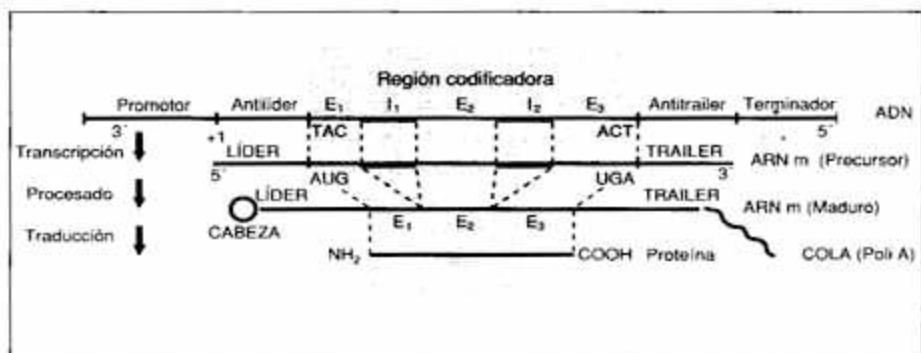 Región codificadora
Promotor Antilíder E₁ I₁ E₂ I₂ E₃ Antitrailer Terminador ADN
3´ +1 TAC ACT 5´
Transcripción LÍDER TRAILER ARN m (Precursor)
5´ AUG UGA 3´
Procesado LÍDER TRAILER ARN m (Maduro)
CABEZA E₁ E₂ E₃
Traducción NH₂ COOH Proteína COLA (Poli A)